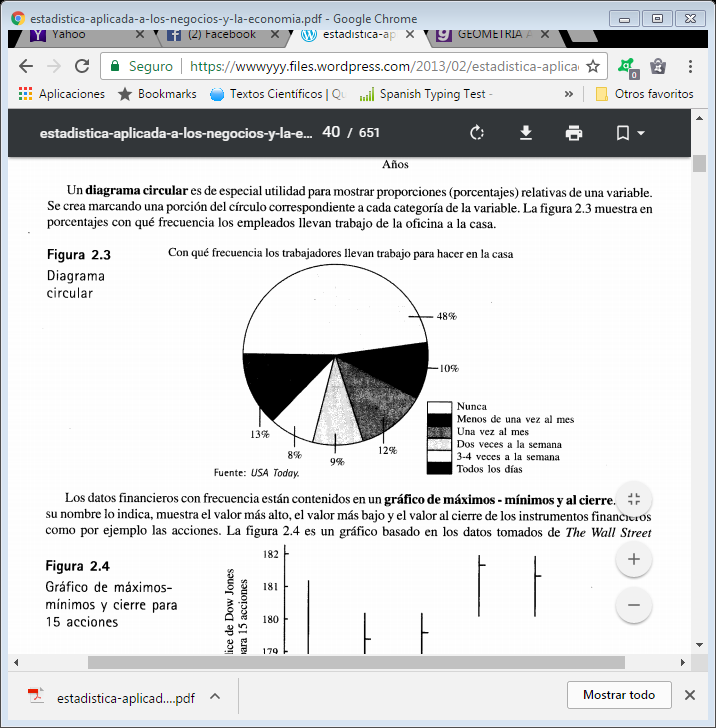 estadistica-aplicada-a-los-negocios-y-la-economia.pdf - Google Chrome
Yahoo
(2) Facebook
estadistica-ap
GEOMETRIA A
Seguro
https://wwwyyy.files.wordpress.com/2013/02/estadistica-aplica
Aplicaciones
Bookmarks
Textos Científicos | Qu
Spanish Typing Test -
»
Otros favoritos
estadistica-aplicada-a-los-negocios-y-la-e... 40 / 651
Años
Un diagrama circular es de especial utilidad para mostrar proporciones (porcentajes) relativas de una variable.
Se crea marcando una porción del círculo correspondiente a cada categoría de la variable. La figura 2.3 muestra en
porcentajes con qué frecuencia los empleados llevan trabajo de la oficina a la casa.
Figura 2.3
Diagrama
circular
Con qué frecuencia los trabajadores llevan trabajo para hacer en la casa
48%
10%
12%
9%
8%
13%
Nunca
Menos de una vez al mes
Una vez al mes
Dos veces a la semana
3-4 veces a la semana
Todos los días
Fuente: USA Today.
Los datos financieros con frecuencia están contenidos en un gráfico de máximos - mínimos y al cierre.
su nombre lo indica, muestra el valor más alto, el valor más bajo y el valor al cierre de los instrumentos financieros
como por ejemplo las acciones. La figura 2.4 es un gráfico basado en los datos tomados de The Wall Street
Figura 2.4
Gráfico de máximos-
mínimos y cierre para
15 acciones
ice de Dow Jones
ara 15 acciones
182
181
180
179
estadistica-aplicad....pdf
Mostrar todo